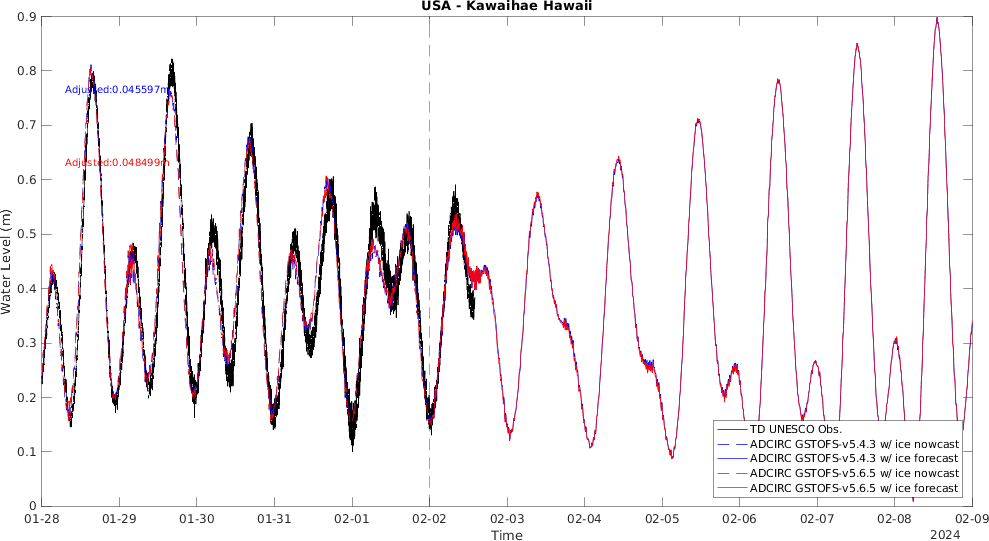 USA - Kawaihae Hawaii
0.9
0.8
Adjusted:0.045597m
0.7
Adjusted:0.048499m
0.6
0.5
Water Level (m)
0.4
0.3
0.2
0.1
0
TD UNESCO Obs.
ADCIRC GSTOFS-v5.4.3 w/ ice nowcast
ADCIRC GSTOFS-v5.4.3 w/ ice forecast
ADCIRC GSTOFS-v5.6.5 w/ ice nowcast
ADCIRC GSTOFS-v5.6.5 w/ ice forecast
01-28 01-29 01-30 01-31 02-01 02-02 02-03 02-04 02-05 02-06 02-07 02-08 02-09
Time
2024